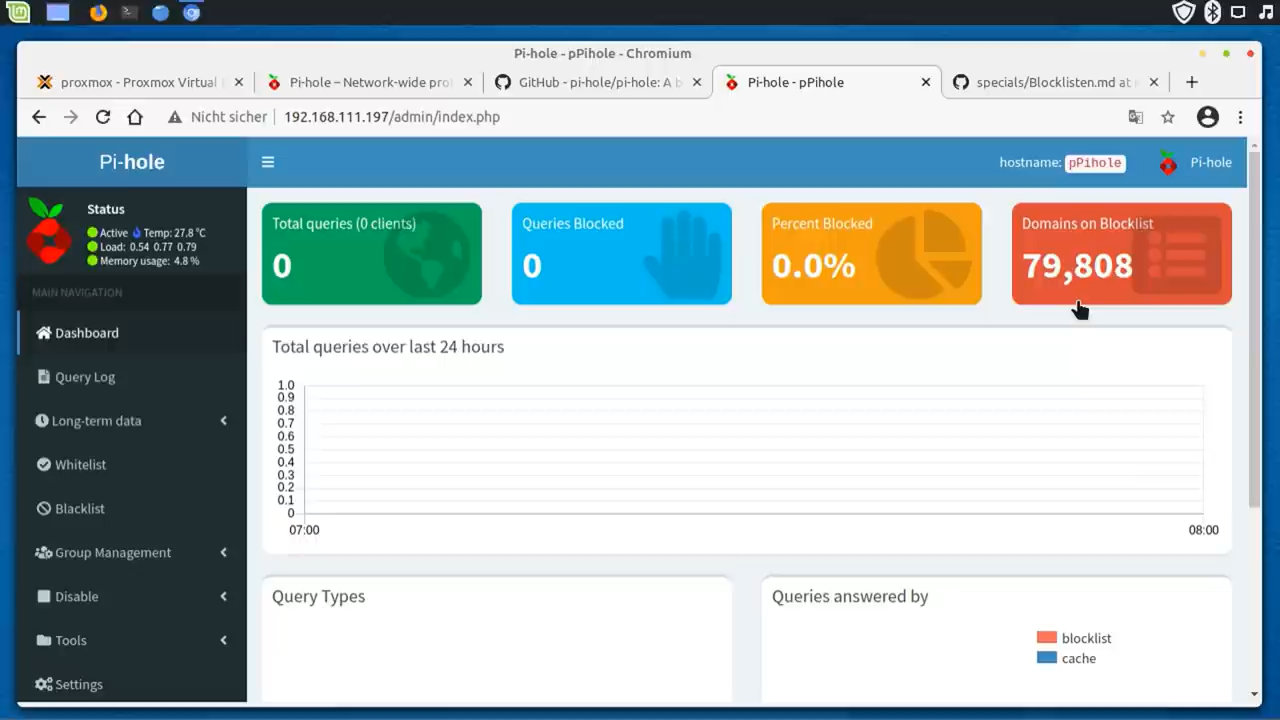 Pi-hole - pPihole - Chromium
proxmox - Proxmox Virtual
Pi-hole – Network-wide pro
GitHub - pi-hole/pi-hole: A b
Pi-hole - pPihole
specials/Blocklisten.md at
Nicht sicher
192.168.111.197/admin/index.php
Pi-hole
hostname: pPihole
Pi-hole
Status
Active Temp: 27.8 °C
Load: 0.54 0.77 0.79
Memory usage: 4.8 %
MAIN NAVIGATION
Dashboard
Query Log
Long-term data
Whitelist
Blacklist
Group Management
Disable
Tools
Settings
Total queries (0 clients)
0
Queries Blocked
0
Percent Blocked
0.0%
Domains on Blocklist
79,808
Total queries over last 24 hours
1.0
0.9
0.8
0.7
0.6
0.5
0.4
0.3
0.2
0.1
0
07:00
08:00
Query Types
Queries answered by
blocklist
cache